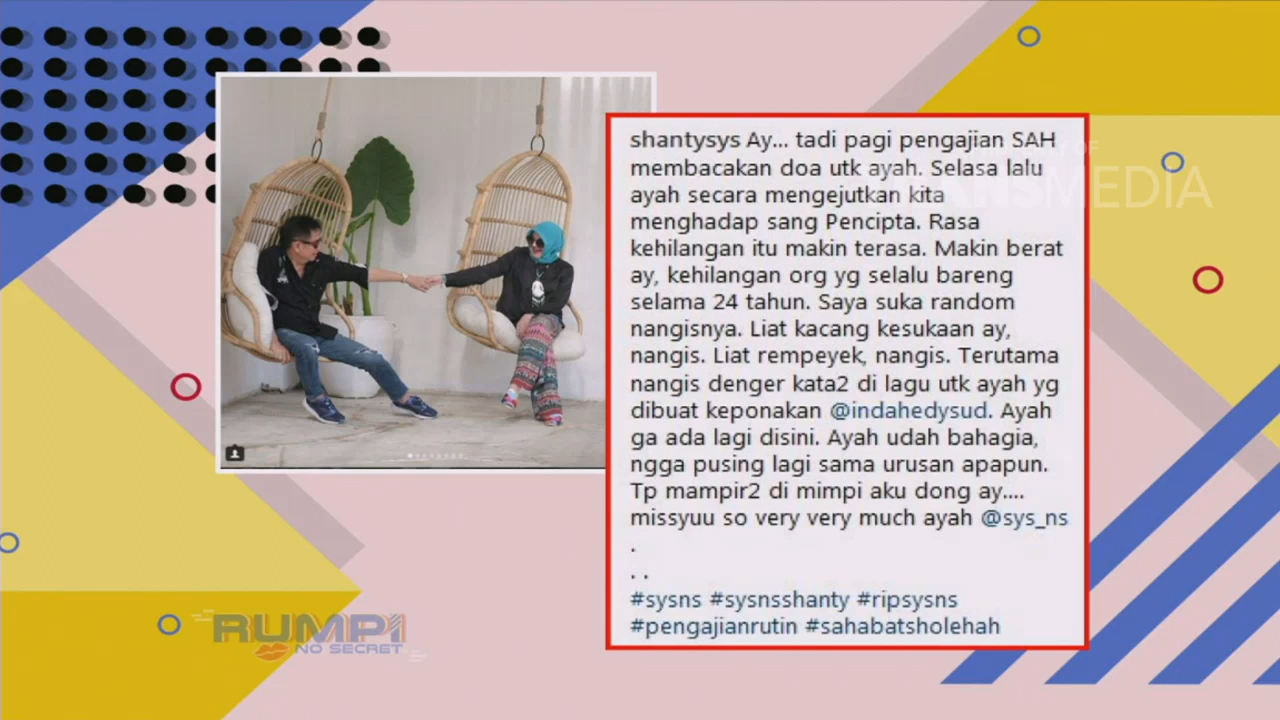 shantysys Ay... tadi pagi pengajian SAH
membacakan doa utk ayah. Selasa lalu
ayah secara mengejutkan kita
menghadap sang Pencipta. Rasa
kehilangan itu makin terasa. Makin berat
ay, kehilangan org yg selalu bareng
selama 24 tahun. Saya suka random
nangisnya. Liat kacang kesukaan ay,
nangis. Liat rempeyek, nangis. Terutama
nangis denger kata2 di lagu utk ayah yg
dibuat keponakan @indahedysud. Ayah
ga ada lagi disini. Ayah udah bahagia,
ngga pusing lagi sama urusan apapun.
Tp mampir2 di mimpi aku dong ay....
missyuu so very very much ayah @sys_ns
.
. .
#sysns #sysnsshanty #ripsysns
#pengajianrutin #sahabatsholehah
OF
TRANSMEDIA
RUMPI
NO SECRET